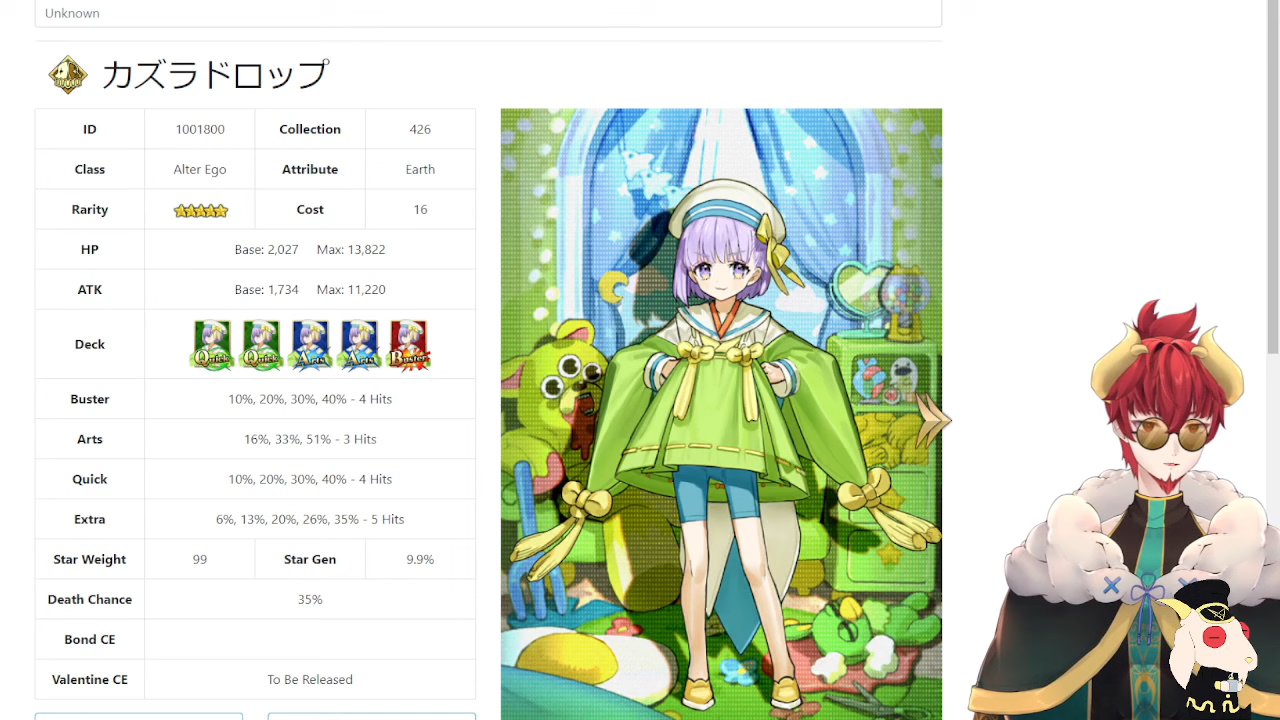 Unknown
カズラドロップ
ID 1001800 Collection 426
Class Alter Ego Attribute Earth
Rarity Cost 16
HP Base: 2,027 Max: 13,822
ATK Base: 1,734 Max: 11,220
Deck Quick Quick Arts Arts Buster
Buster 10%, 20%, 30%, 40% - 4 Hits
Arts 16%, 33%, 51% - 3 Hits
Quick 10%, 20%, 30%, 40% - 4 Hits
Extra 6%, 13%, 20%, 26%, 35% - 5 Hits
Star Weight 99 Star Gen 9.9%
Death Chance 35%
Bond CE
Valentine CE To Be Released